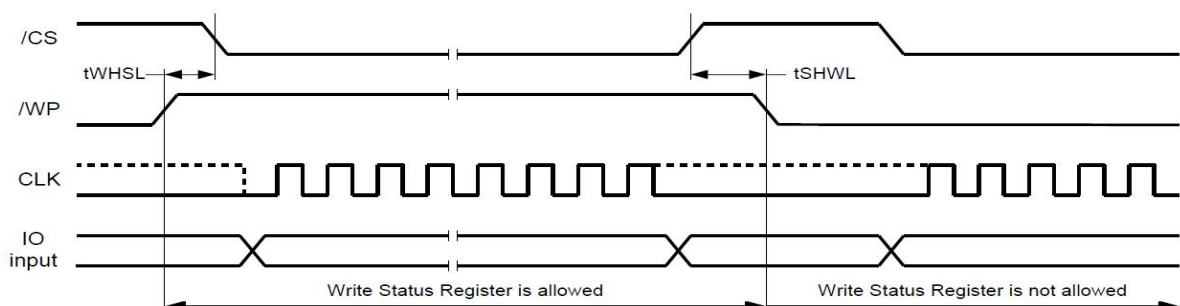 /CS
tWHSL
tSHWL
/WP
CLK
IO
input
Write Status Register is allowed
Write Status Register is not allowed